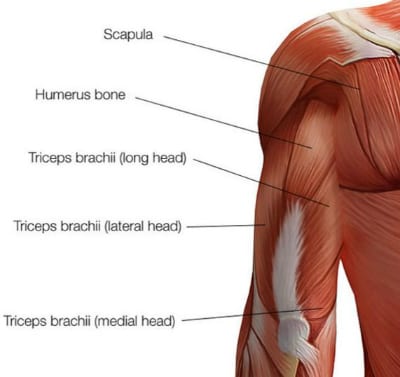 Scapula
Humerus bone
Triceps brachii (long head)
Triceps brachii (lateral head)
Triceps brachii (medial head)